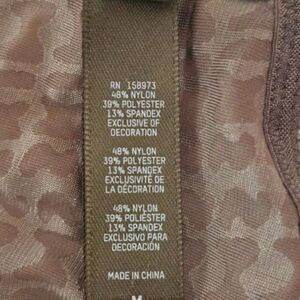 RN 158973
48% NYLON
39% POLYESTER
13% SPANDEX
EXCLUSIVE OF
DECORATION
48% NYLON
39% POLYESTER
13% SPANDEX
EXCLUSIVITÉ DE
LA DÉCORATION
48% NYLON
39% POLIÉSTER
13% SPANDEX
EXCLUSIVO PARA
DECORACIÓN
MADE IN CHINA
M